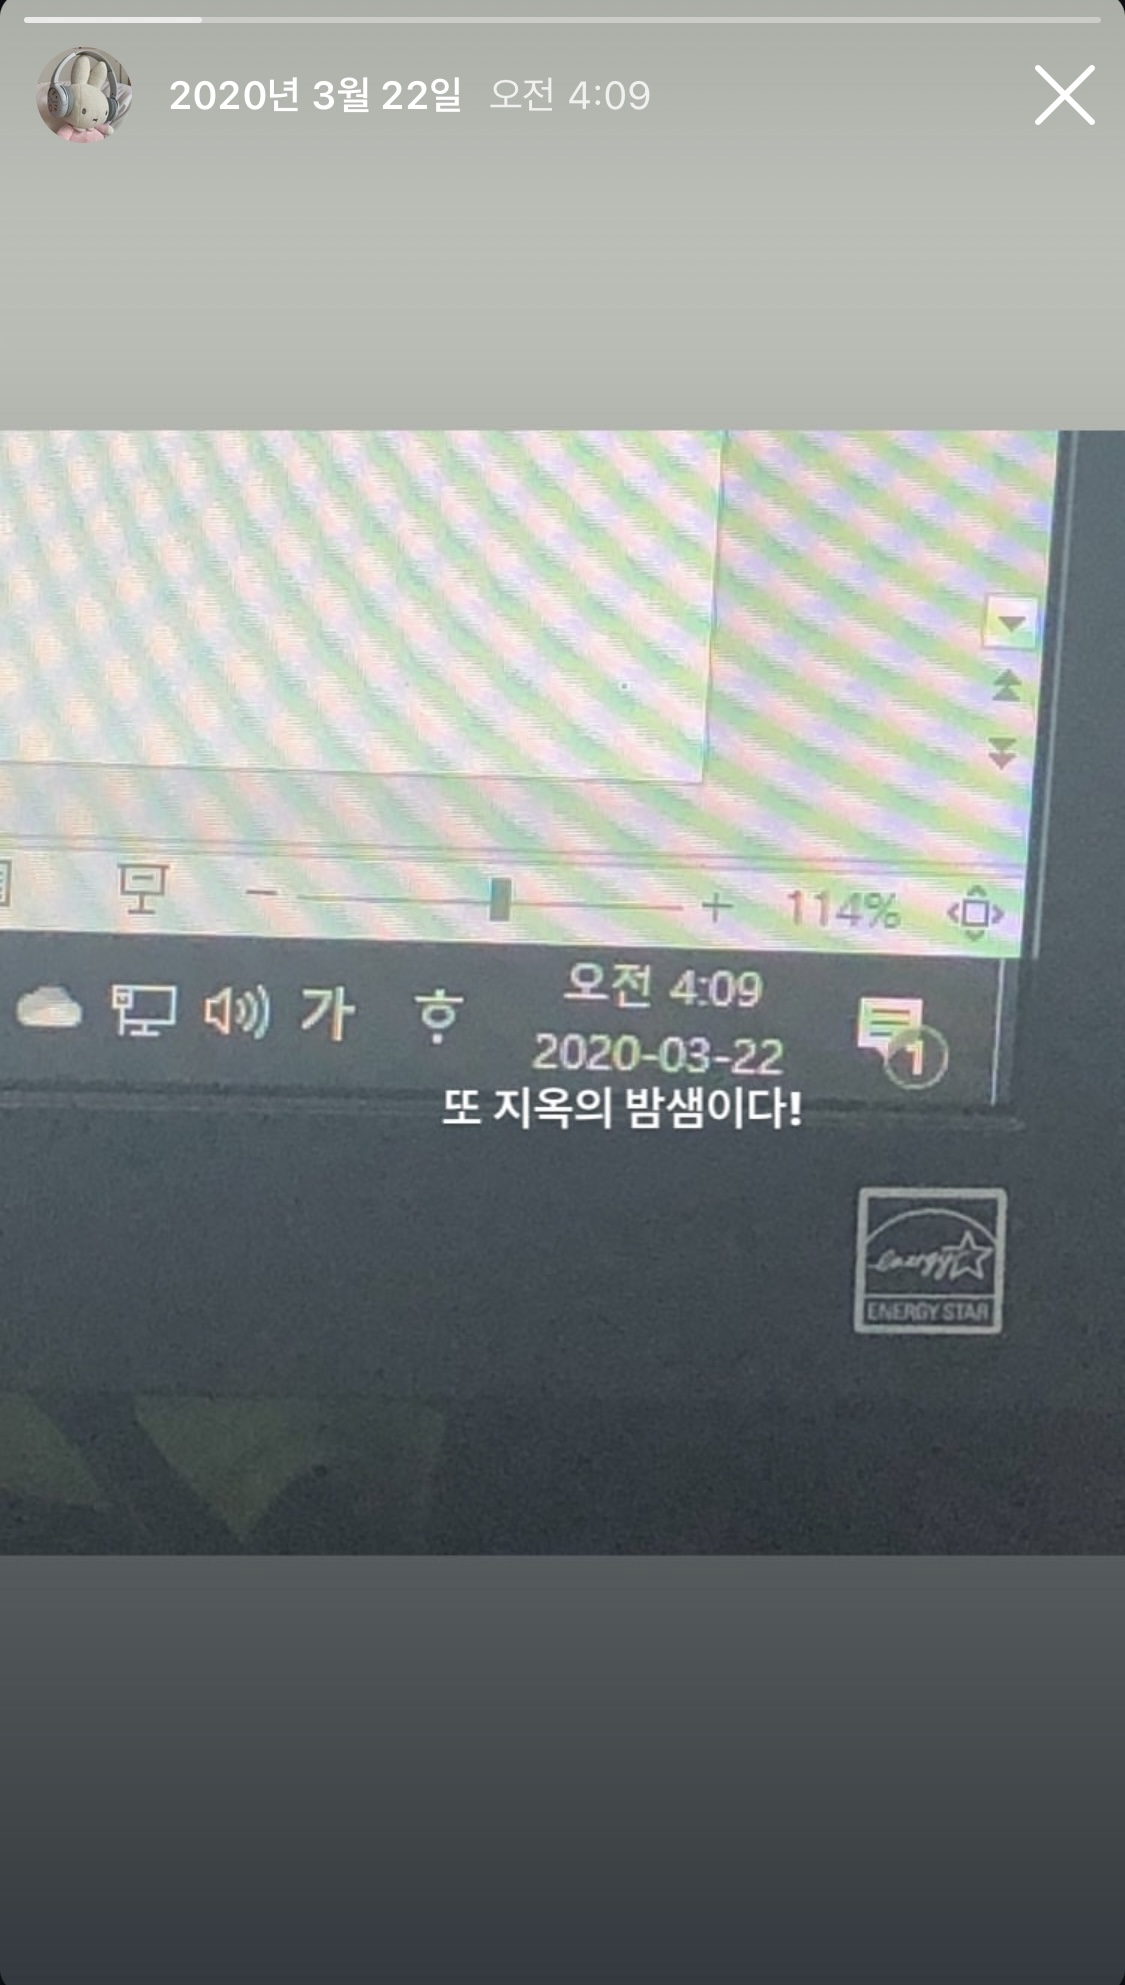 2020년 3월 22일 오전 4:09
114%
가 ㅎ 오전 4:09
2020-03-22
1
또 지옥의 밤샘이다!
energy
ENERGY STAR